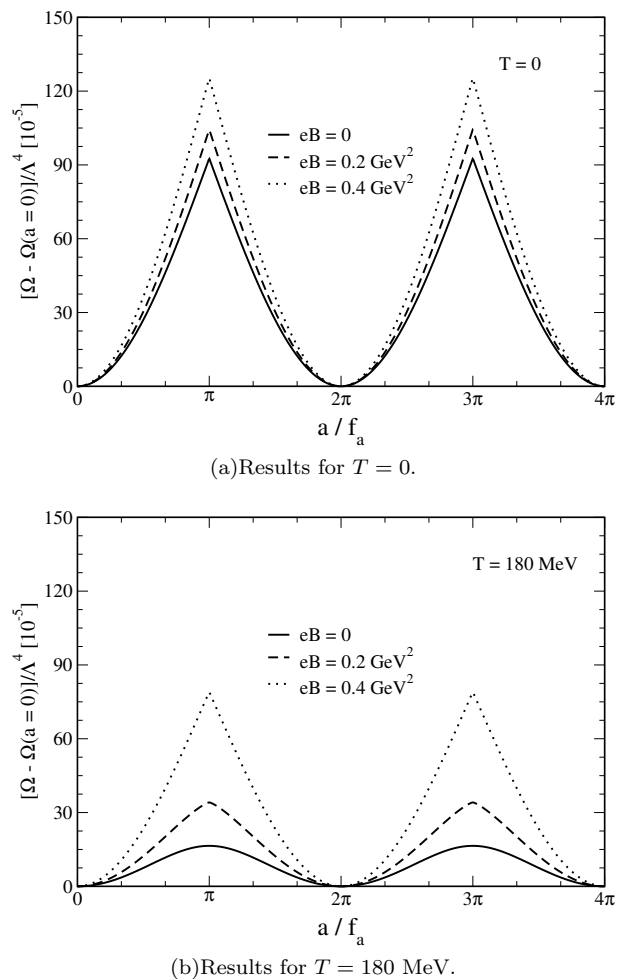 150
120
90
60
30
0
[Ω - Ω(a = 0)]/Λ⁴ [10⁻⁵]
T = 0
eB = 0
eB = 0.2 GeV²
eB = 0.4 GeV²
0 π 2π 3π 4π
a / fₐ
(a)Results for T = 0.
150
120
90
60
30
0
[Ω - Ω(a = 0)]/Λ⁴ [10⁻⁵]
T = 180 MeV
eB = 0
eB = 0.2 GeV²
eB = 0.4 GeV²
0 π 2π 3π 4π
a / fₐ
(b)Results for T = 180 MeV.